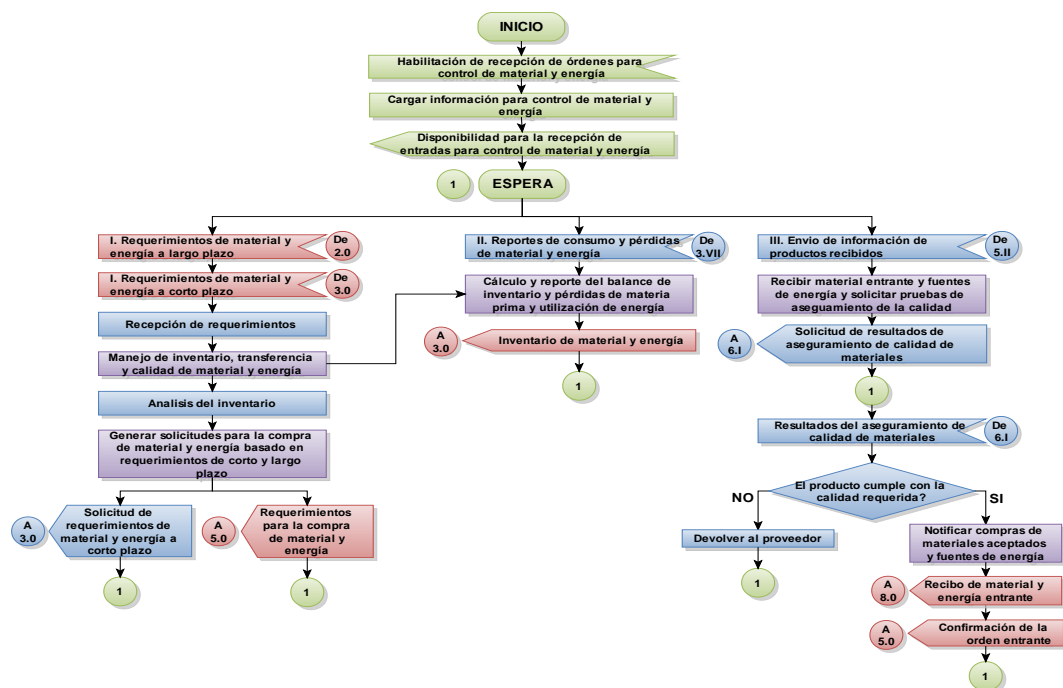 INICIO
Habilitación de recepción de órdenes para
control de material y energía
Cargar información para control de material y
energía
Disponibilidad para la recepción de
entradas para control de material y energía
1
ESPERA
I. Requerimientos de material y
energía a largo plazo
De
2.0
I. Requerimientos de material y
energía a corto plazo
De
3.0
Recepción de requerimientos
Manejo de inventario, transferencia
y calidad de material y energía
Analisis del inventario
Generar solicitudes para la compra
de material y energía basado en
requerimientos de corto y largo
plazo
A
3.0
Solicitud de
requerimientos de
material y energía a
corto plazo
1
A
5.0
Requerimientos
para la compra
de material y
energía
1
II. Reportes de consumo y pérdidas
de material y energía
De
3.VII
Cálculo y reporte del balance de
inventario y pérdidas de materia
prima y utilización de energía
A
3.0
Inventario de material y energía
1
III. Envio de información de
productos recibidos
De
5.II
Recibir material entrante y fuentes
de energía y solicitar pruebas de
aseguamiento de la calidad
A
6.I
Solicitud de resultados de
aseguramiento de calidad de
materiales
1
Resultados del aseguramiento de
calidad de materiales
De
6.I
El producto cumple con la
calidad requerida?
NO
SI
Devolver al proveedor
1
Notificar compras de
materiales aceptados
y fuentes de energía
A
8.0
Recibo de material y
energía entrante
A
5.0
Confirmación de la
orden entrante
1